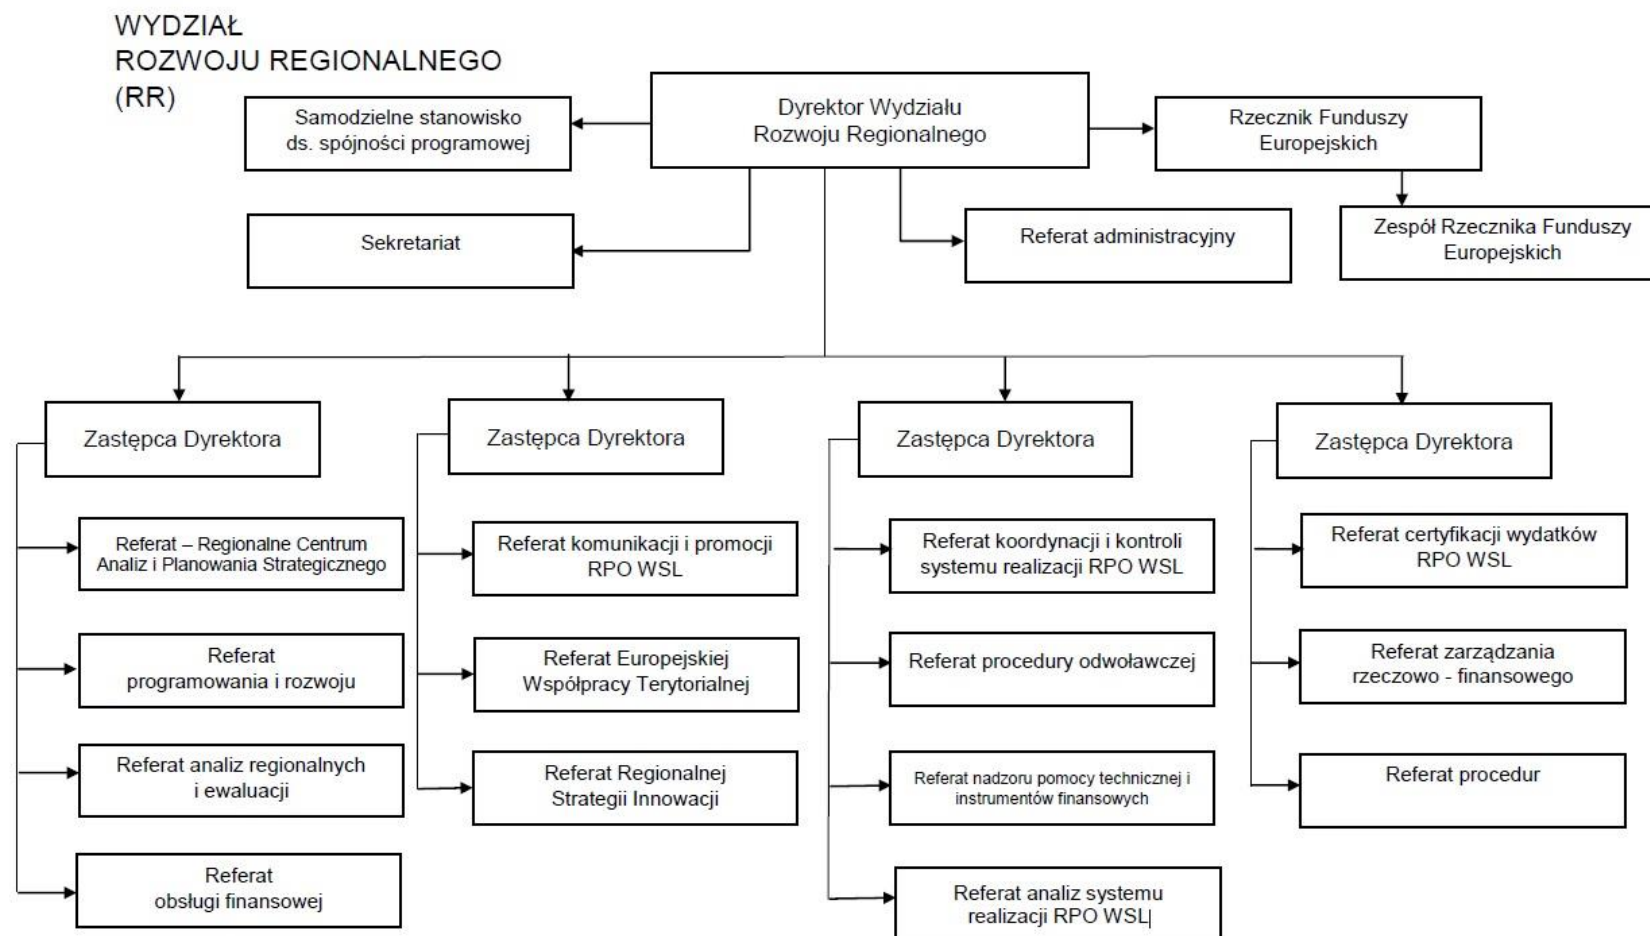 WYDZIAŁ
ROZWOJU REGIONALNEGO
(RR)
Samodzielne stanowisko
ds. spójności programowej
Dyrektor Wydziału
Rozwoju Regionalnego
Rzecznik Funduszy
Europejskich
Sekretariat
Referat administracyjny
Zespół Rzecznika Funduszy
Europejskich
Zastępca Dyrektora
Zastępca Dyrektora
Zastępca Dyrektora
Zastępca Dyrektora
Referat – Regionalne Centrum
Analiz i Planowania Strategicznego
Referat
programowania i rozwoju
Referat analiz regionalnych
i ewaluacji
Referat
obsługi finansowej
Referat komunikacji i promocji
RPO WSL
Referat Europejskiej
Współpracy Terytorialnej
Referat Regionalnej
Strategii Innowacji
Referat koordynacji i kontroli
systemu realizacji RPO WSL
Referat procedury odwoławczej
Referat nadzoru pomocy technicznej i
instrumentów finansowych
Referat analiz systemu
realizacji RPO WSL
Referat certyfikacji wydatków
RPO WSL
Referat zarządzania
rzeczowo - finansowego
Referat procedur